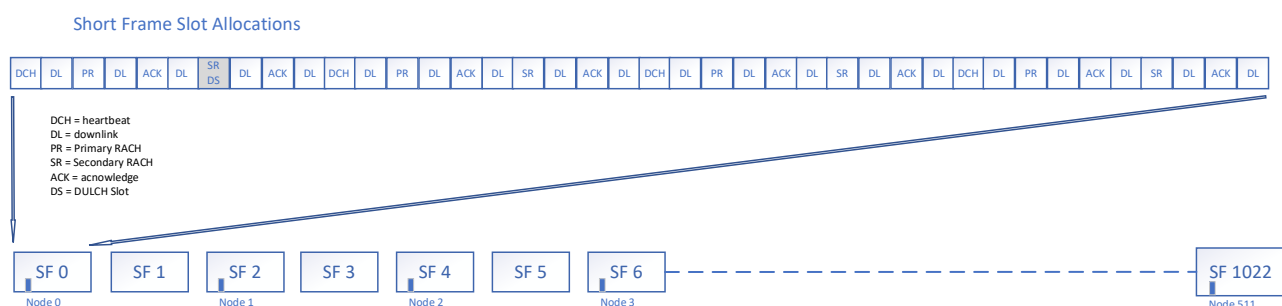 Short Frame Slot Allocations
DCH DL PR DL ACK DL SR DL ACK DL DCH DL PR DL ACK DL SR DL ACK DL DCH DL PR DL ACK DL SR DL ACK DL DCH DL PR DL ACK DL SR DL ACK DL
DS
DCH = heartbeat
DL = downlink
PR = Primary RACH
SR = Secondary RACH
ACK = acnowledge
DS = DULCH Slot
SF 0 SF 1 SF 2 SF 3 SF 4 SF 5 SF 6 SF 1022
Node 0 Node 1 Node 2 Node 3 Node 511